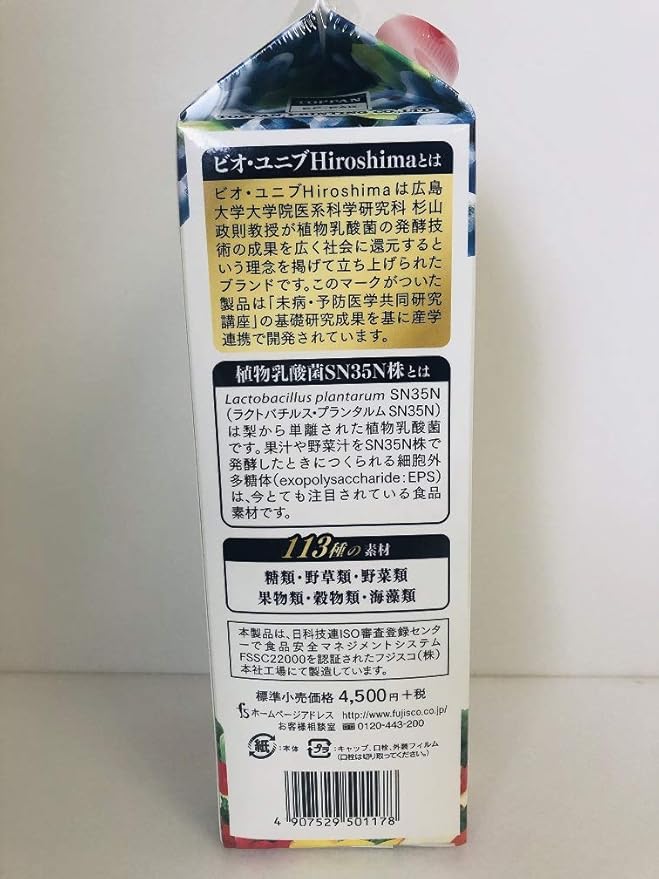 TOPPAN
ビオ・ユニブHiroshimaとは
ビオ・ユニブHiroshimaは広島
大学大学院医系科学研究科 杉山
政則教授が植物乳酸菌の発酵技
術の成果を広く社会に還元すると
いう理念を掲げて立ち上げられた
ブランドです。このマークがついた
製品は「未病・予防医学共同研究
講座」の基礎研究成果を基に産学
連携で開発されています。
植物乳酸菌SN35N株とは
Lactobacillus plantarum SN35N
(ラクトバチルス・プランタルムSN35N)
は梨から単離された植物乳酸菌
です。果汁や野菜汁をSN35N株で
発酵したときにつくられる細胞外
多糖体(exopolysaccharide:EPS)
は、今とても注目されている食品
素材です。
113種の素材
糖類・野草類・野菜類
果物類・穀物類・海藻類
本製品は、日科技連ISO審査登録センタ
ーで食品安全マネジメントシステム
FSSC22000を認証されたフジスコ(株)
本社工場にて製造しています。
標準小売価格 4,500円+税
fs ホームページアドレス http://www.fujisco.co.jp/
お客様相談室 0120-443-200
紙:本体 プラ:キャップ、口栓、外装フィルム
(口栓は切り取ってください。)
4 907529 501178